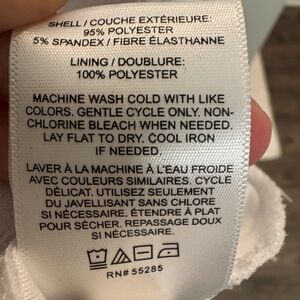 SHELL / COUCHE EXTÉRIEURE:
95% POLYESTER
5% SPANDEX / FIBRE ÉLASTHANNE
LINING / DOUBLURE:
100% POLYESTER
MACHINE WASH COLD WITH LIKE
COLORS. GENTLE CYCLE ONLY. NON-
CHLORINE BLEACH WHEN NEEDED.
LAY FLAT TO DRY. COOL IRON
IF NEEDED.
LAVER À LA MACHINE À L'EAU FROIDE
AVEC COULEURS SIMILAIRES. CYCLE
DÉLICAT. UTILISEZ SEULEMENT
DU JAVELLISANT SANS CHLORE
SI NÉCESSAIRE. ÉTENDRE À PLAT
POUR SÉCHER. REPASSAGE DOUX
SI NÉCESSAIRE.
RN# 55285